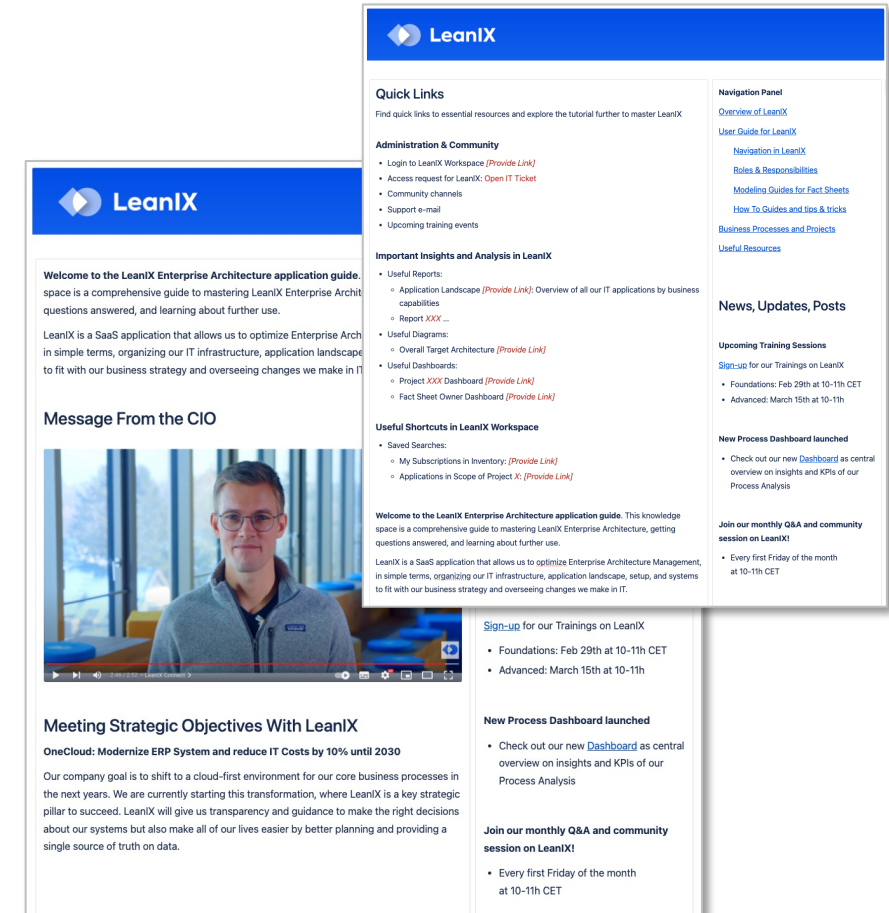 LeanIX
Quick Links
Find quick links to essential resources and explore the tutorial further to master LeanIX
Administration & Community
• Login to LeanIX Workspace [Provide Link]
• Access request for LeanIX: Open IT Ticket
• Community channels
• Support e-mail
• Upcoming training events
Important Insights and Analysis in LeanIX
• Useful Reports:
◦ Application Landscape [Provide Link]: Overview of all our IT applications by business
capabilities
◦ Report XXX ...
• Useful Diagrams:
◦ Overall Target Architecture [Provide Link]
• Useful Dashboards:
◦ Project XXX Dashboard [Provide Link]
◦ Fact Sheet Owner Dashboard [Provide Link]
Useful Shortcuts in LeanIX Workspace
• Saved Searches:
◦ My Subscriptions in Inventory: [Provide Link]
◦ Applications in Scope of Project X: [Provide Link]
Welcome to the LeanIX Enterprise Architecture application guide. This knowledge
space is a comprehensive guide to mastering LeanIX Enterprise Architecture, getting
questions answered, and learning about further use.
LeanIX is a SaaS application that allows us to optimize Enterprise Architecture Management,
in simple terms, organizing our IT infrastructure, application landscape, setup, and systems
to fit with our business strategy and overseeing changes we make in IT.
Navigation Panel
Overview of LeanIX
User Guide for LeanIX
Navigation in LeanIX
Roles & Responsibilities
Modeling Guides for Fact Sheets
How To Guides and tips & tricks
Business Processes and Projects
Useful Resources
News, Updates, Posts
Upcoming Training Sessions
Sign-up for our Trainings on LeanIX
• Foundations: Feb 29th at 10-11h CET
• Advanced: March 15th at 10-11h
New Process Dashboard launched
• Check out our new Dashboard as central
overview on insights and KPIs of our
Process Analysis
Join our monthly Q&A and community
session on LeanIX!
• Every first Friday of the month
at 10-11h CET
LeanIX
Welcome to the LeanIX Enterprise Architecture application guide.
space is a comprehensive guide to mastering LeanIX Enterprise Archit
questions answered, and learning about further use.
LeanIX is a SaaS application that allows us to optimize Enterprise Arch
in simple terms, organizing our IT infrastructure, application landscape
to fit with our business strategy and overseeing changes we make in IT
Message From the CIO
2:46 / 2:52 • LeanIX Connect >
Meeting Strategic Objectives With LeanIX
OneCloud: Modernize ERP System and reduce IT Costs by 10% until 2030
Our company goal is to shift to a cloud-first environment for our core business processes in
the next years. We are currently starting this transformation, where LeanIX is a key strategic
pillar to succeed. LeanIX will give us transparency and guidance to make the right decisions
about our systems but also make all of our lives easier by better planning and providing a
single source of truth on data.
Sign-up for our Trainings on LeanIX
• Foundations: Feb 29th at 10-11h CET
• Advanced: March 15th at 10-11h
New Process Dashboard launched
• Check out our new Dashboard as central
overview on insights and KPIs of our
Process Analysis
Join our monthly Q&A and community
session on LeanIX!
• Every first Friday of the month
at 10-11h CET